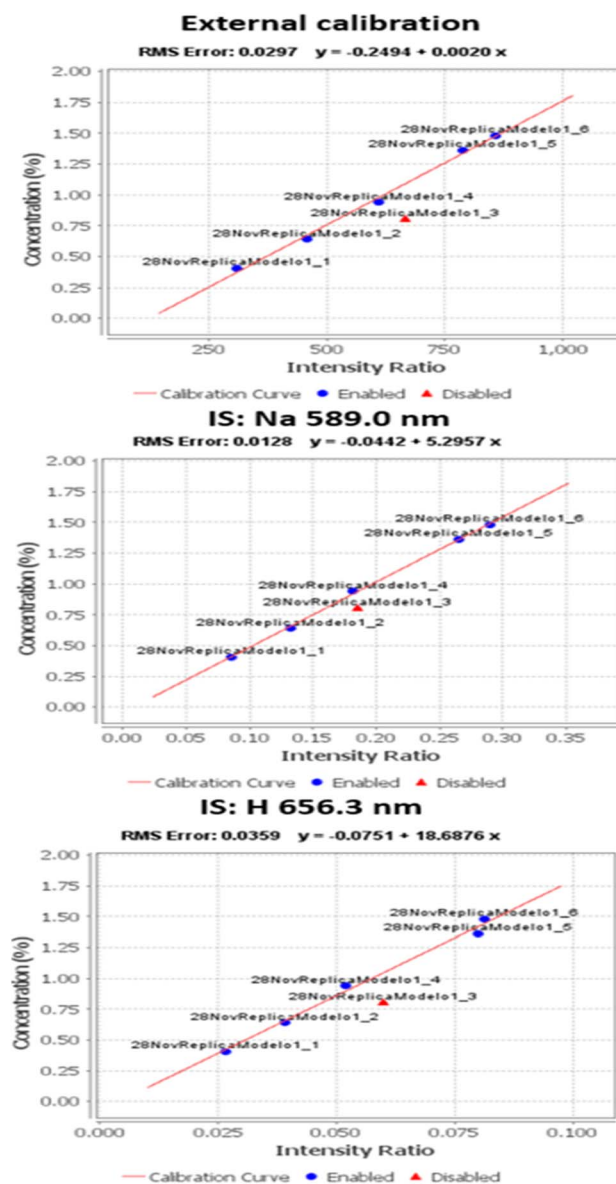 External calibration
RMS Error: 0.0297 y = -0.2494 + 0.0020 x
2.00
1.75
1.50
1.25
1.00
0.75
0.50
0.25
0.00
Concentration (%)
28NovReplicaModelo1_6
28NovReplicaModelo1_5
28NovReplicaModelo1_4
28NovReplicaModelo1_3
28NovReplicaModelo1_2
28NovReplicaModelo1_1
250 500 750 1,000
Intensity Ratio
Calibration Curve Enabled Disabled
IS: Na 589.0 nm
RMS Error: 0.0128 y = -0.0442 + 5.2957 x
2.00
1.75
1.50
1.25
1.00
0.75
0.50
0.25
0.00
Concentration (%)
28NovReplicaModelo1_6
28NovReplicaModelo1_5
28NovReplicaModelo1_4
28NovReplicaModelo1_3
28NovReplicaModelo1_2
28NovReplicaModelo1_1
0.00 0.05 0.10 0.15 0.20 0.25 0.30 0.35
Intensity Ratio
Calibration Curve Enabled Disabled
IS: H 656.3 nm
RMS Error: 0.0359 y = -0.0751 + 18.6876 x
2.00
1.75
1.50
1.25
1.00
0.75
0.50
0.25
0.00
Concentration (%)
28NovReplicaModelo1_6
28NovReplicaModelo1_5
28NovReplicaModelo1_4
28NovReplicaModelo1_3
28NovReplicaModelo1_2
28NovReplicaModelo1_1
0.000 0.025 0.050 0.075 0.100
Intensity Ratio
Calibration Curve Enabled Disabled